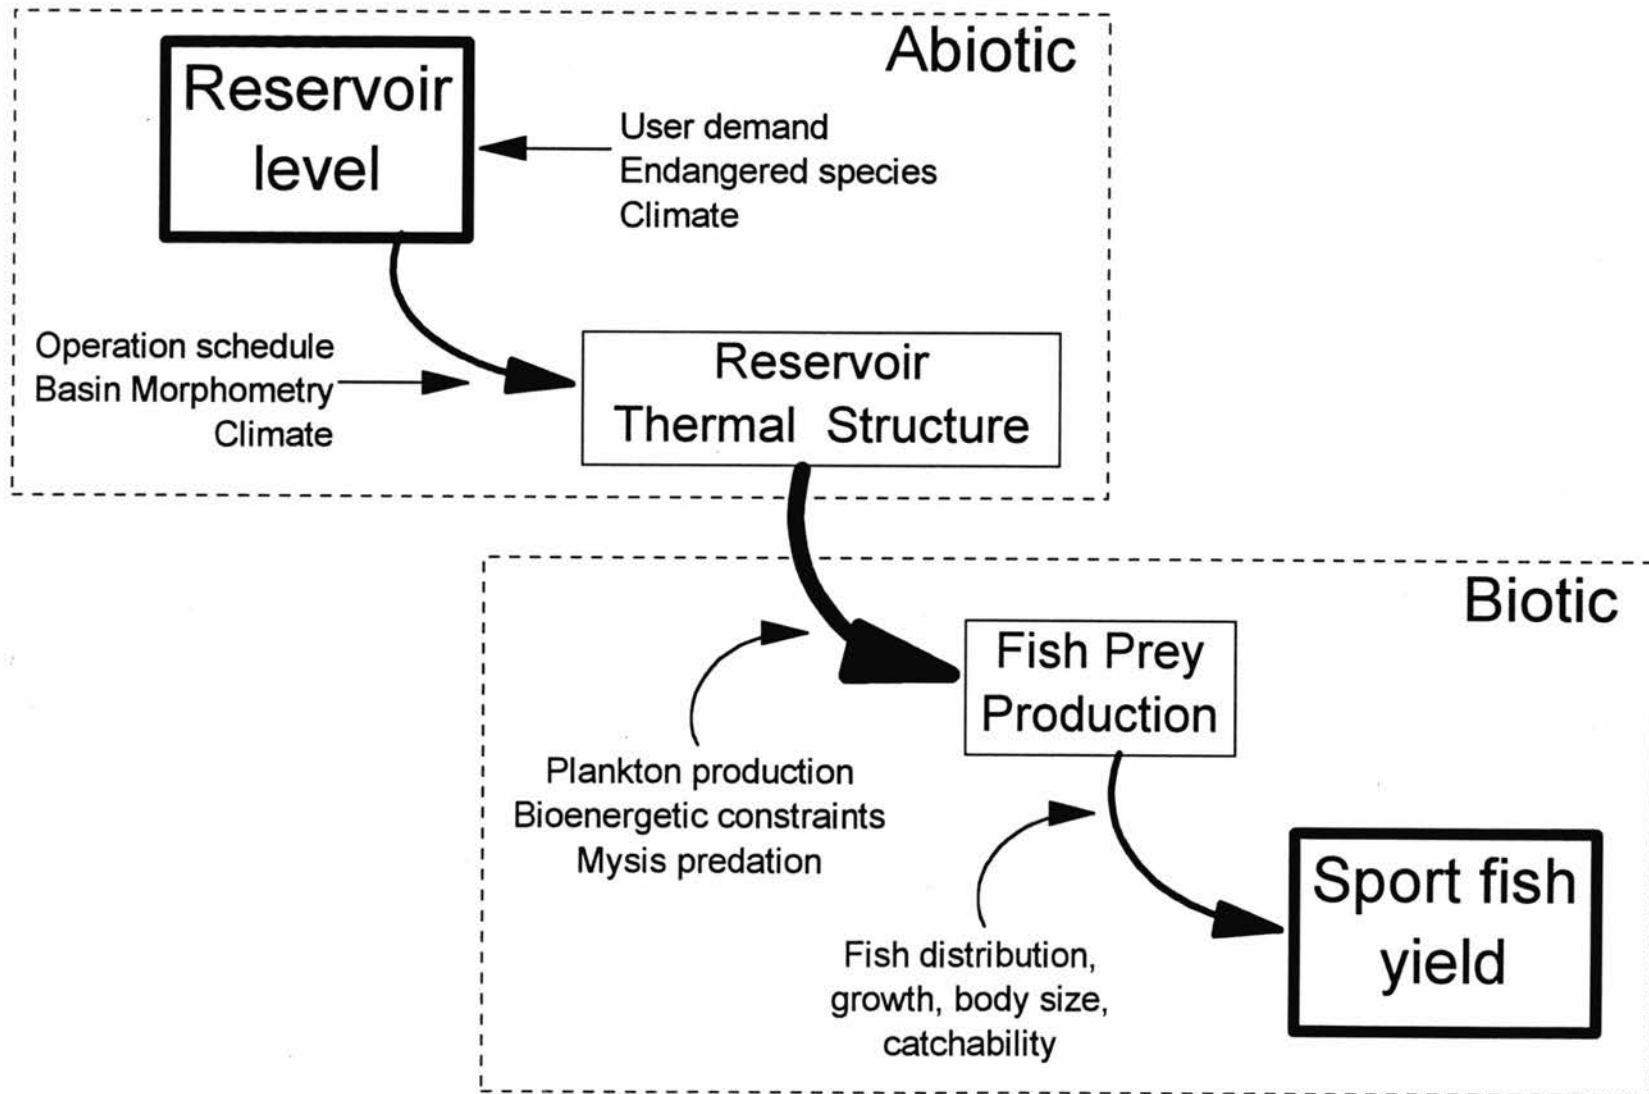 Abiotic
Reservoir
level
User demand
Endangered species
Climate
Operation schedule
Basin Morphometry
Climate
Reservoir
Thermal Structure
Biotic
Fish Prey
Production
Plankton production
Bioenergetic constraints
Mysis predation
Sport fish
yield
Fish distribution,
growth, body size,
catchability